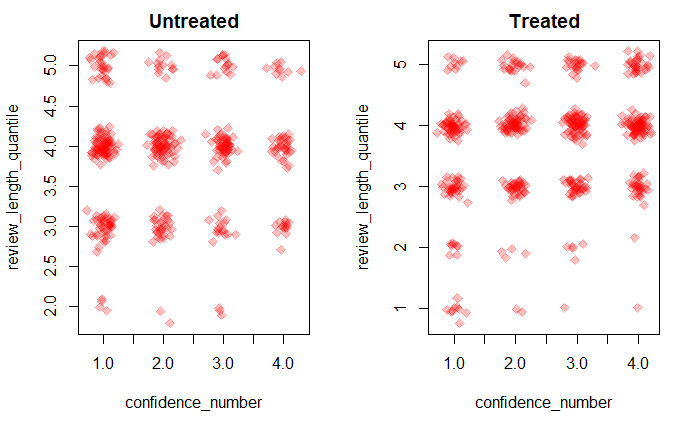 Untreated
review_length_quantile
5.0
4.5
4.0
3.5
3.0
2.5
2.0
1.0 2.0 3.0 4.0
confidence_number
Treated
review_length_quantile
5
4
3
2
1
1.0 2.0 3.0 4.0
confidence_number